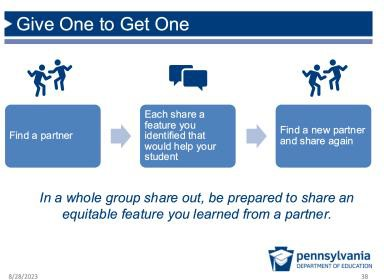 Give One to Get One
Find a partner
Each share a
feature you
identified that
would help your
student
Find a new partner
and share again
In a whole group share out, be prepared to share an
equitable feature you learned from a partner.
pennsylvania
DEPARTMENT OF EDUCATION
8/28/2023
38